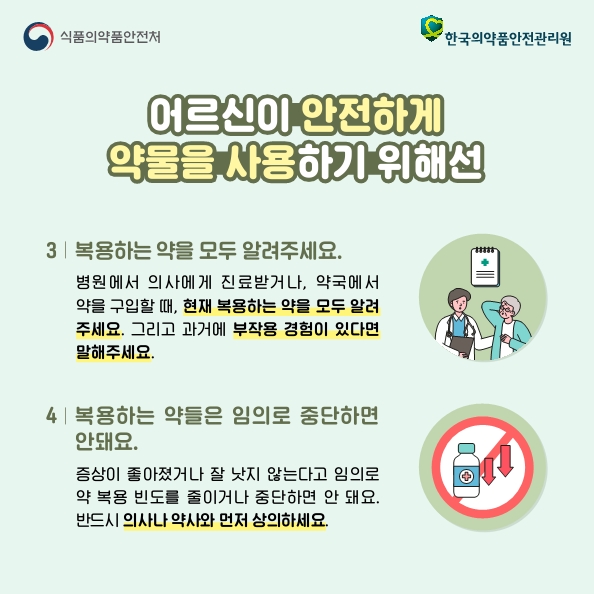 식품의약품안전처
한국의약품안전관리원
어르신이 안전하게
약물을 사용하기 위해선
3 | 복용하는 약을 모두 알려주세요.
병원에서 의사에게 진료받거나, 약국에서
약을 구입할 때, 현재 복용하는 약을 모두 알려
주세요. 그리고 과거에 부작용 경험이 있다면
말해주세요.
4 | 복용하는 약들은 임의로 중단하면
안돼요.
증상이 좋아졌거나 잘 낫지 않는다고 임의로
약 복용 빈도를 줄이거나 중단하면 안 돼요.
반드시 의사나 약사와 먼저 상의하세요.